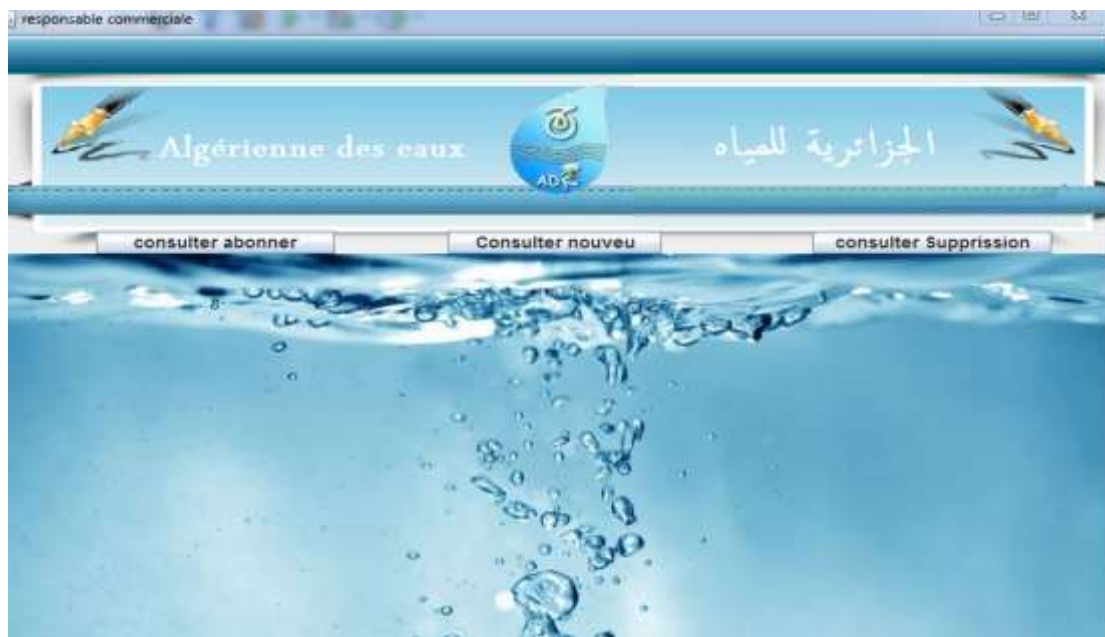 responsable commerciale
Algérienne des eaux
الجزائرية للمياه
ADE
consulter abonner
Consulter nouveu
consulter Supprission